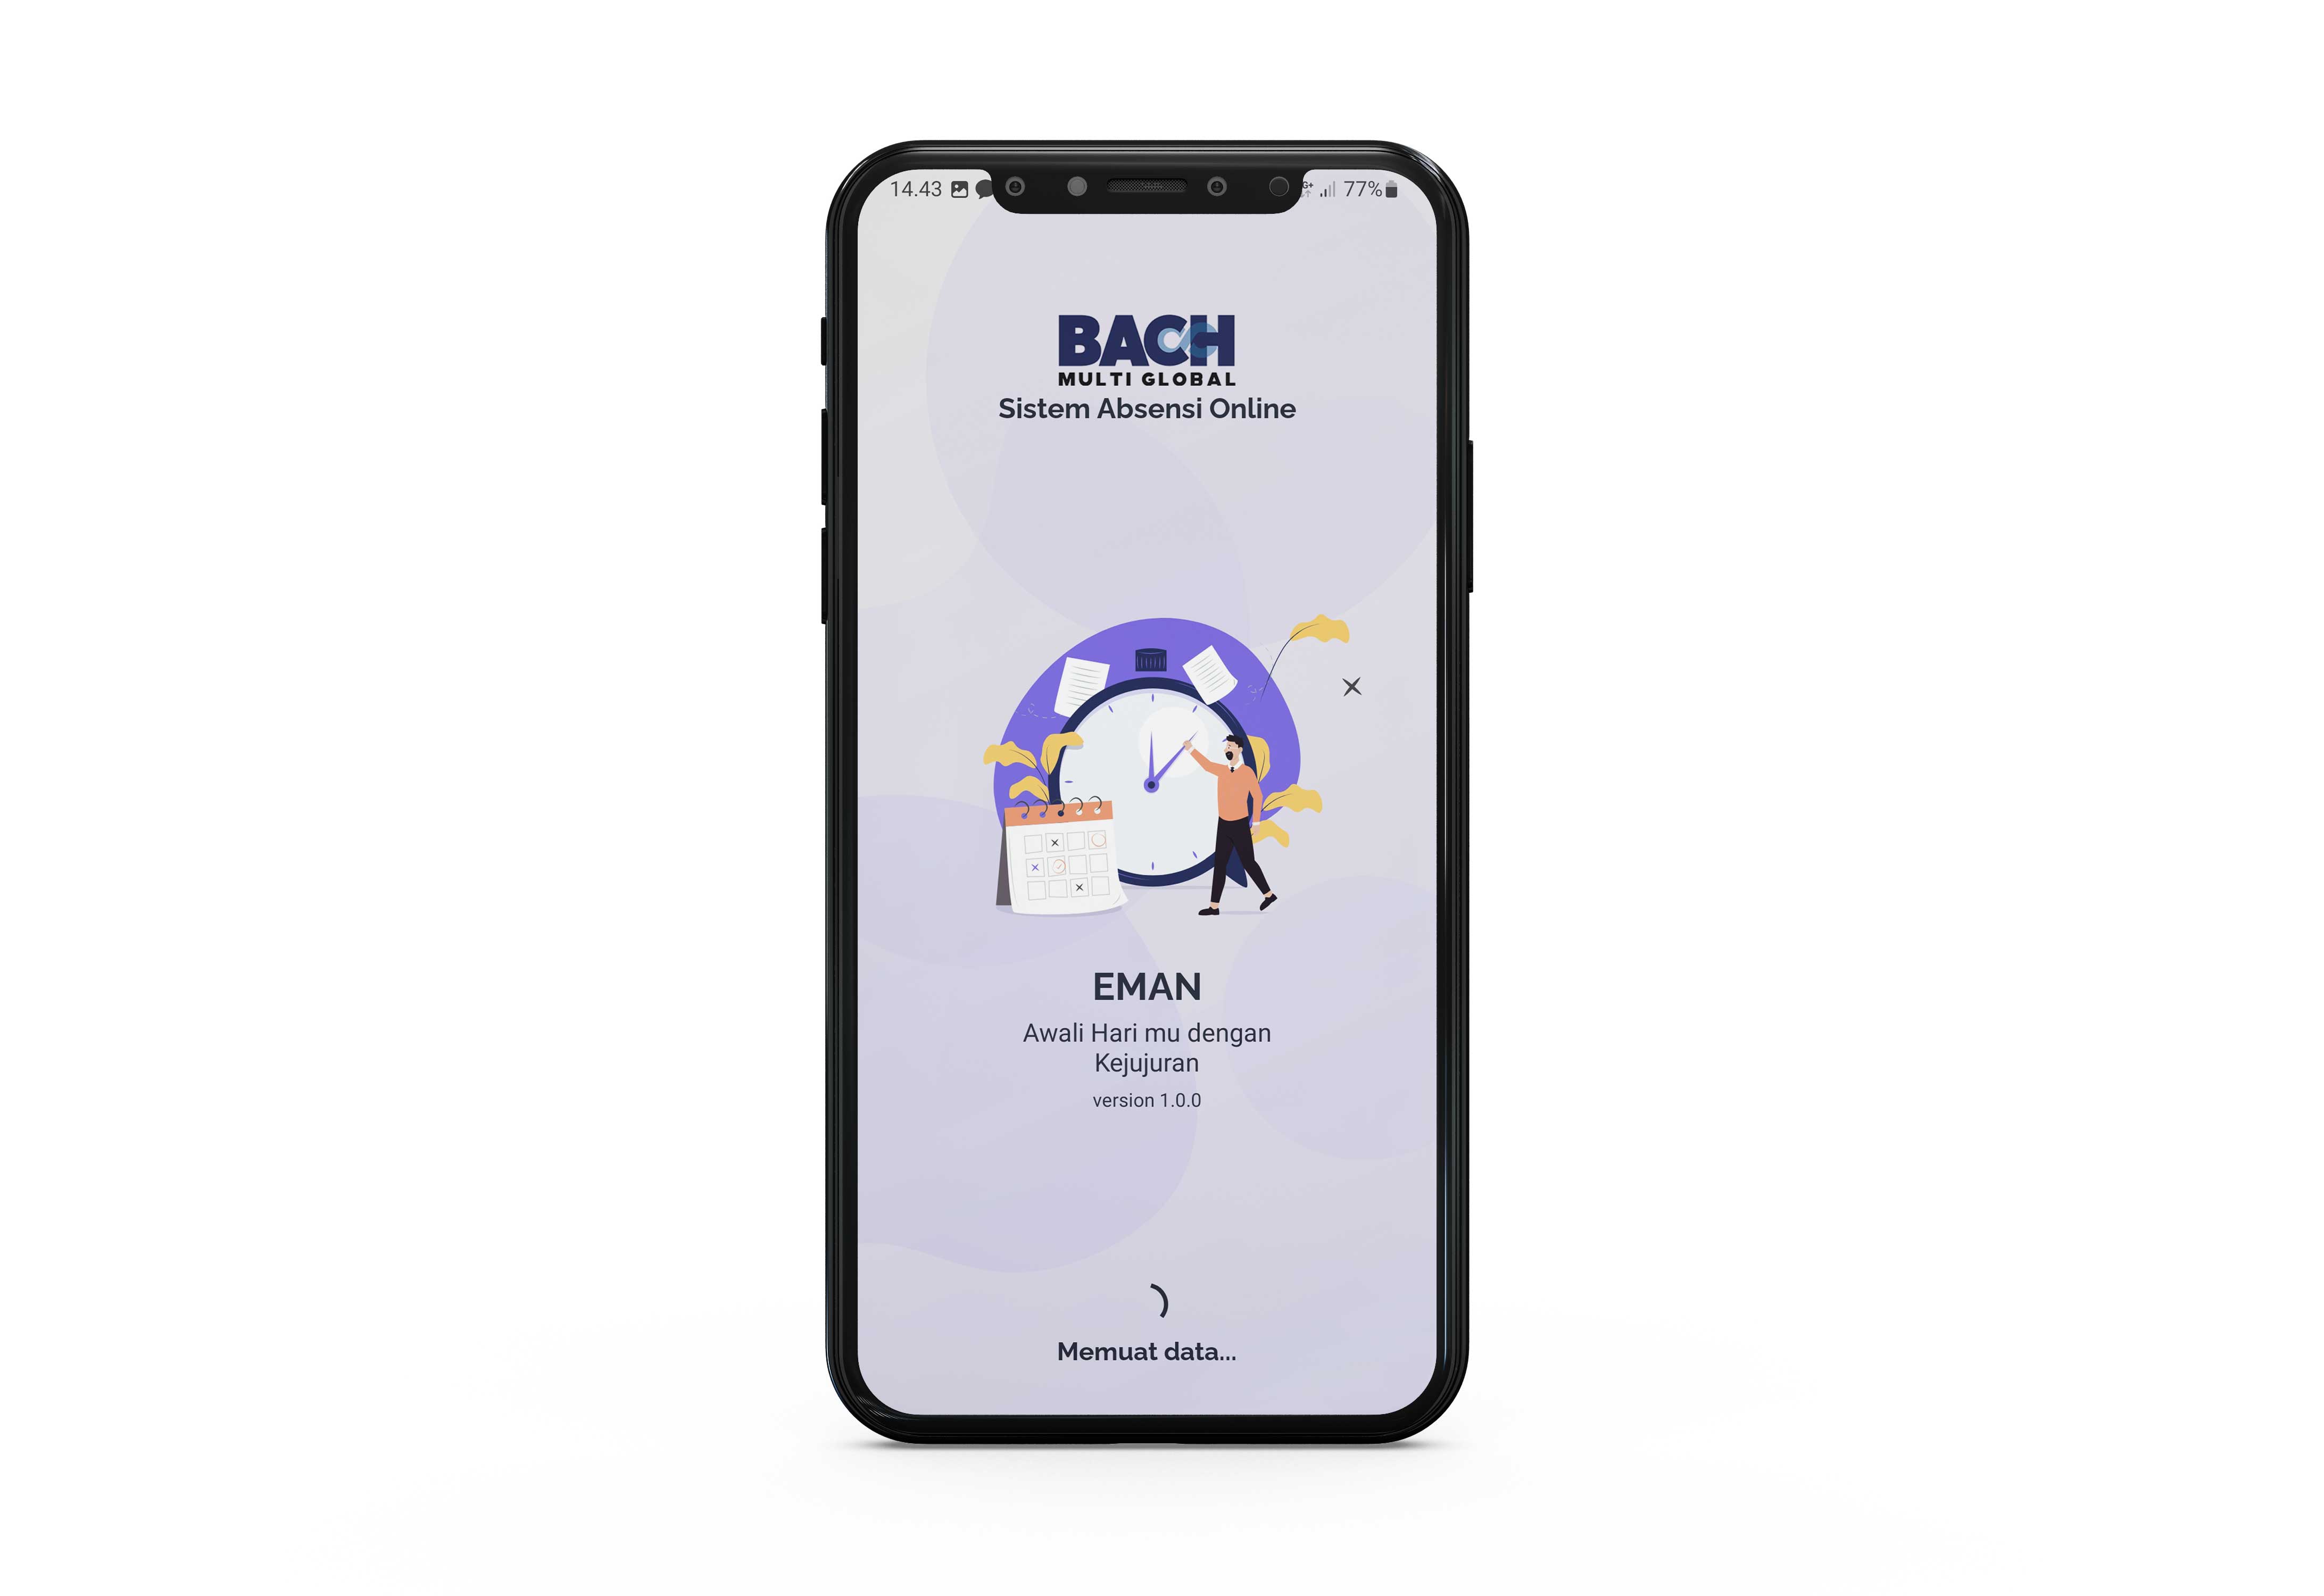 14.43 77%
BACH
MULTI GLOBAL
Sistem Absensi Online
EMAN
Awali Hari mu dengan
Kejujuran
version 1.0.0
Memuat data...